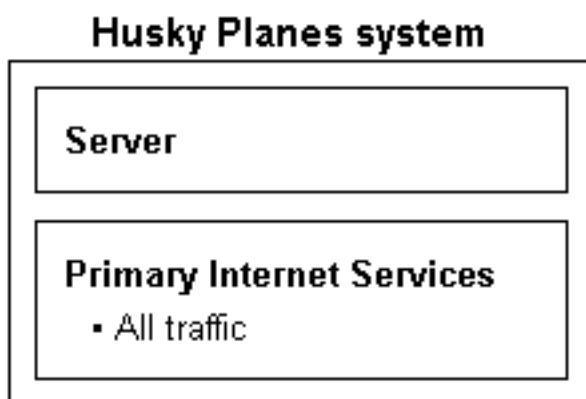 Husky Planes system
Server
Primary Internet Services
▪ All traffic